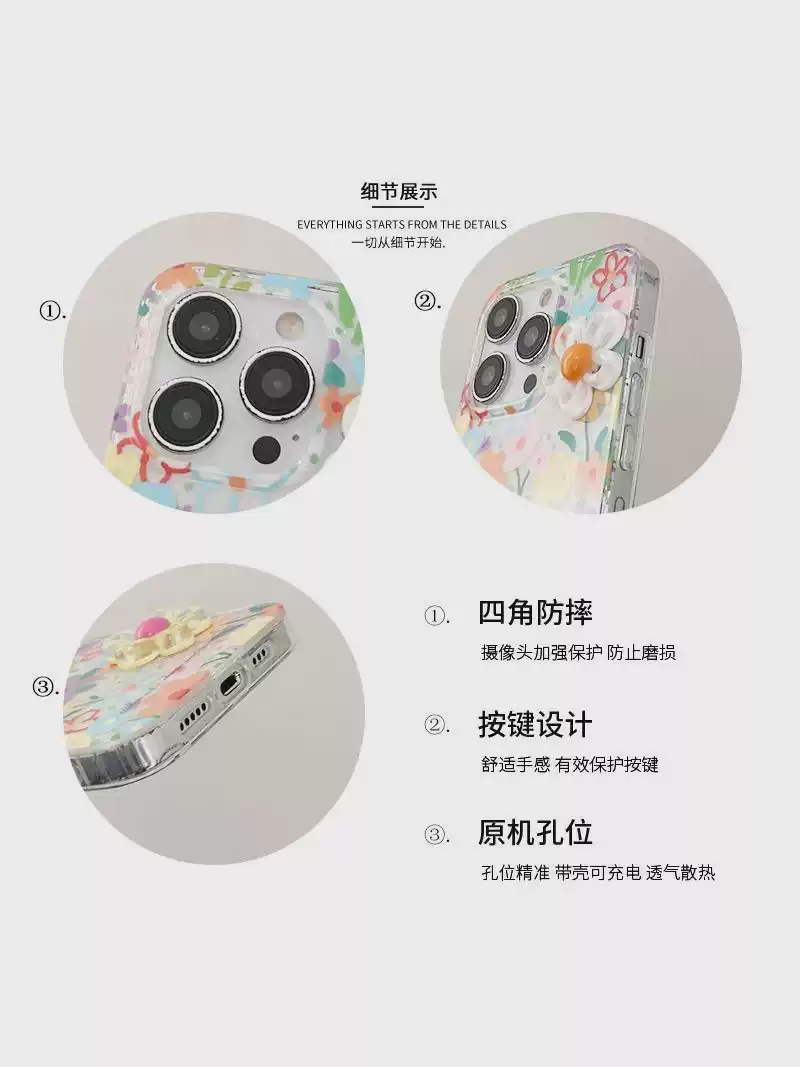 细节展示
EVERYTHING STARTS FROM THE DETAILS
一切从细节开始.
①.
②.
③.
①. 四角防摔
摄像头加强保护 防止磨损
②. 按键设计
舒适手感 有效保护按键
③. 原机孔位
孔位精准 带壳可充电 透气散热